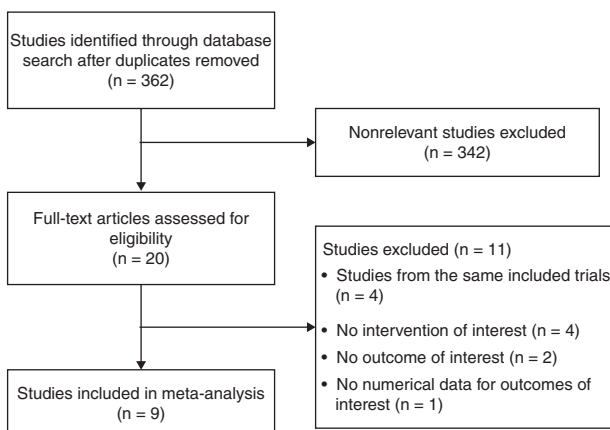 Studies identified through database
search after duplicates removed
(n = 362)
Nonrelevant studies excluded
(n = 342)
Full-text articles assessed for
eligibility
(n = 20)
Studies excluded (n = 11)
• Studies from the same included trials
(n = 4)
• No intervention of interest (n = 4)
• No outcome of interest (n = 2)
• No numerical data for outcomes of
interest (n = 1)
Studies included in meta-analysis
(n = 9)